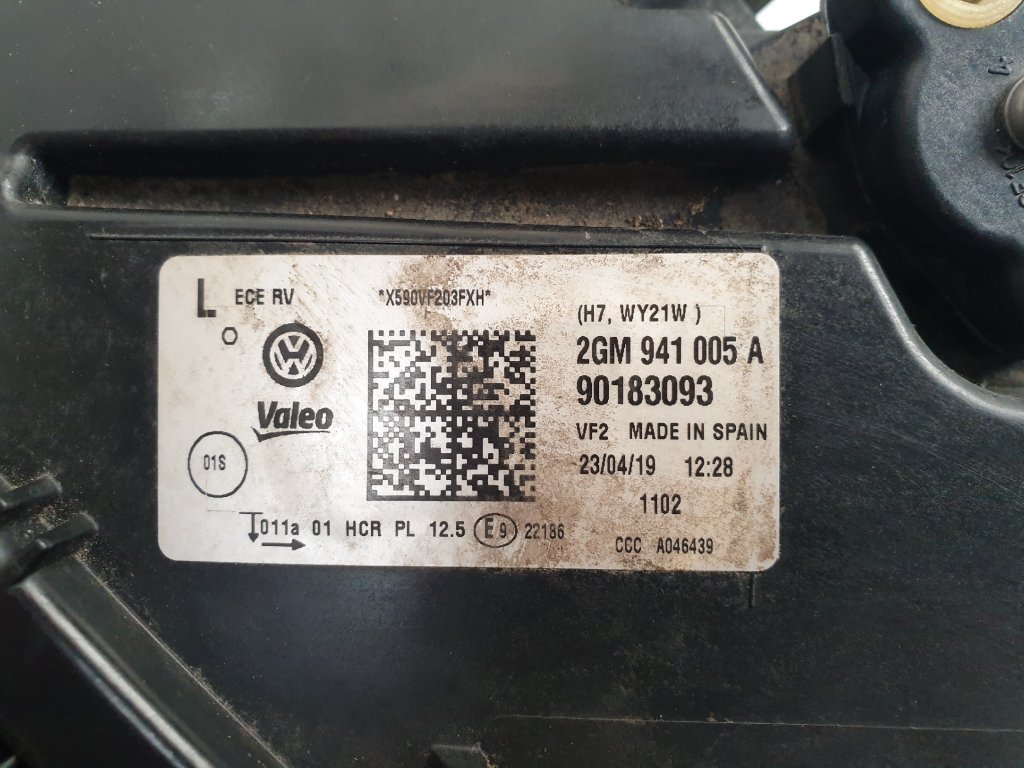 L ECE RV
*X590VF203FXH*
(H7, WY21W )
2GM 941 005 A
90183093
Valeo
VF2 MADE IN SPAIN
01S
23/04/19 12:28
1102
011a 01 HCR PL 12.5 E9 22186
CCC A046439